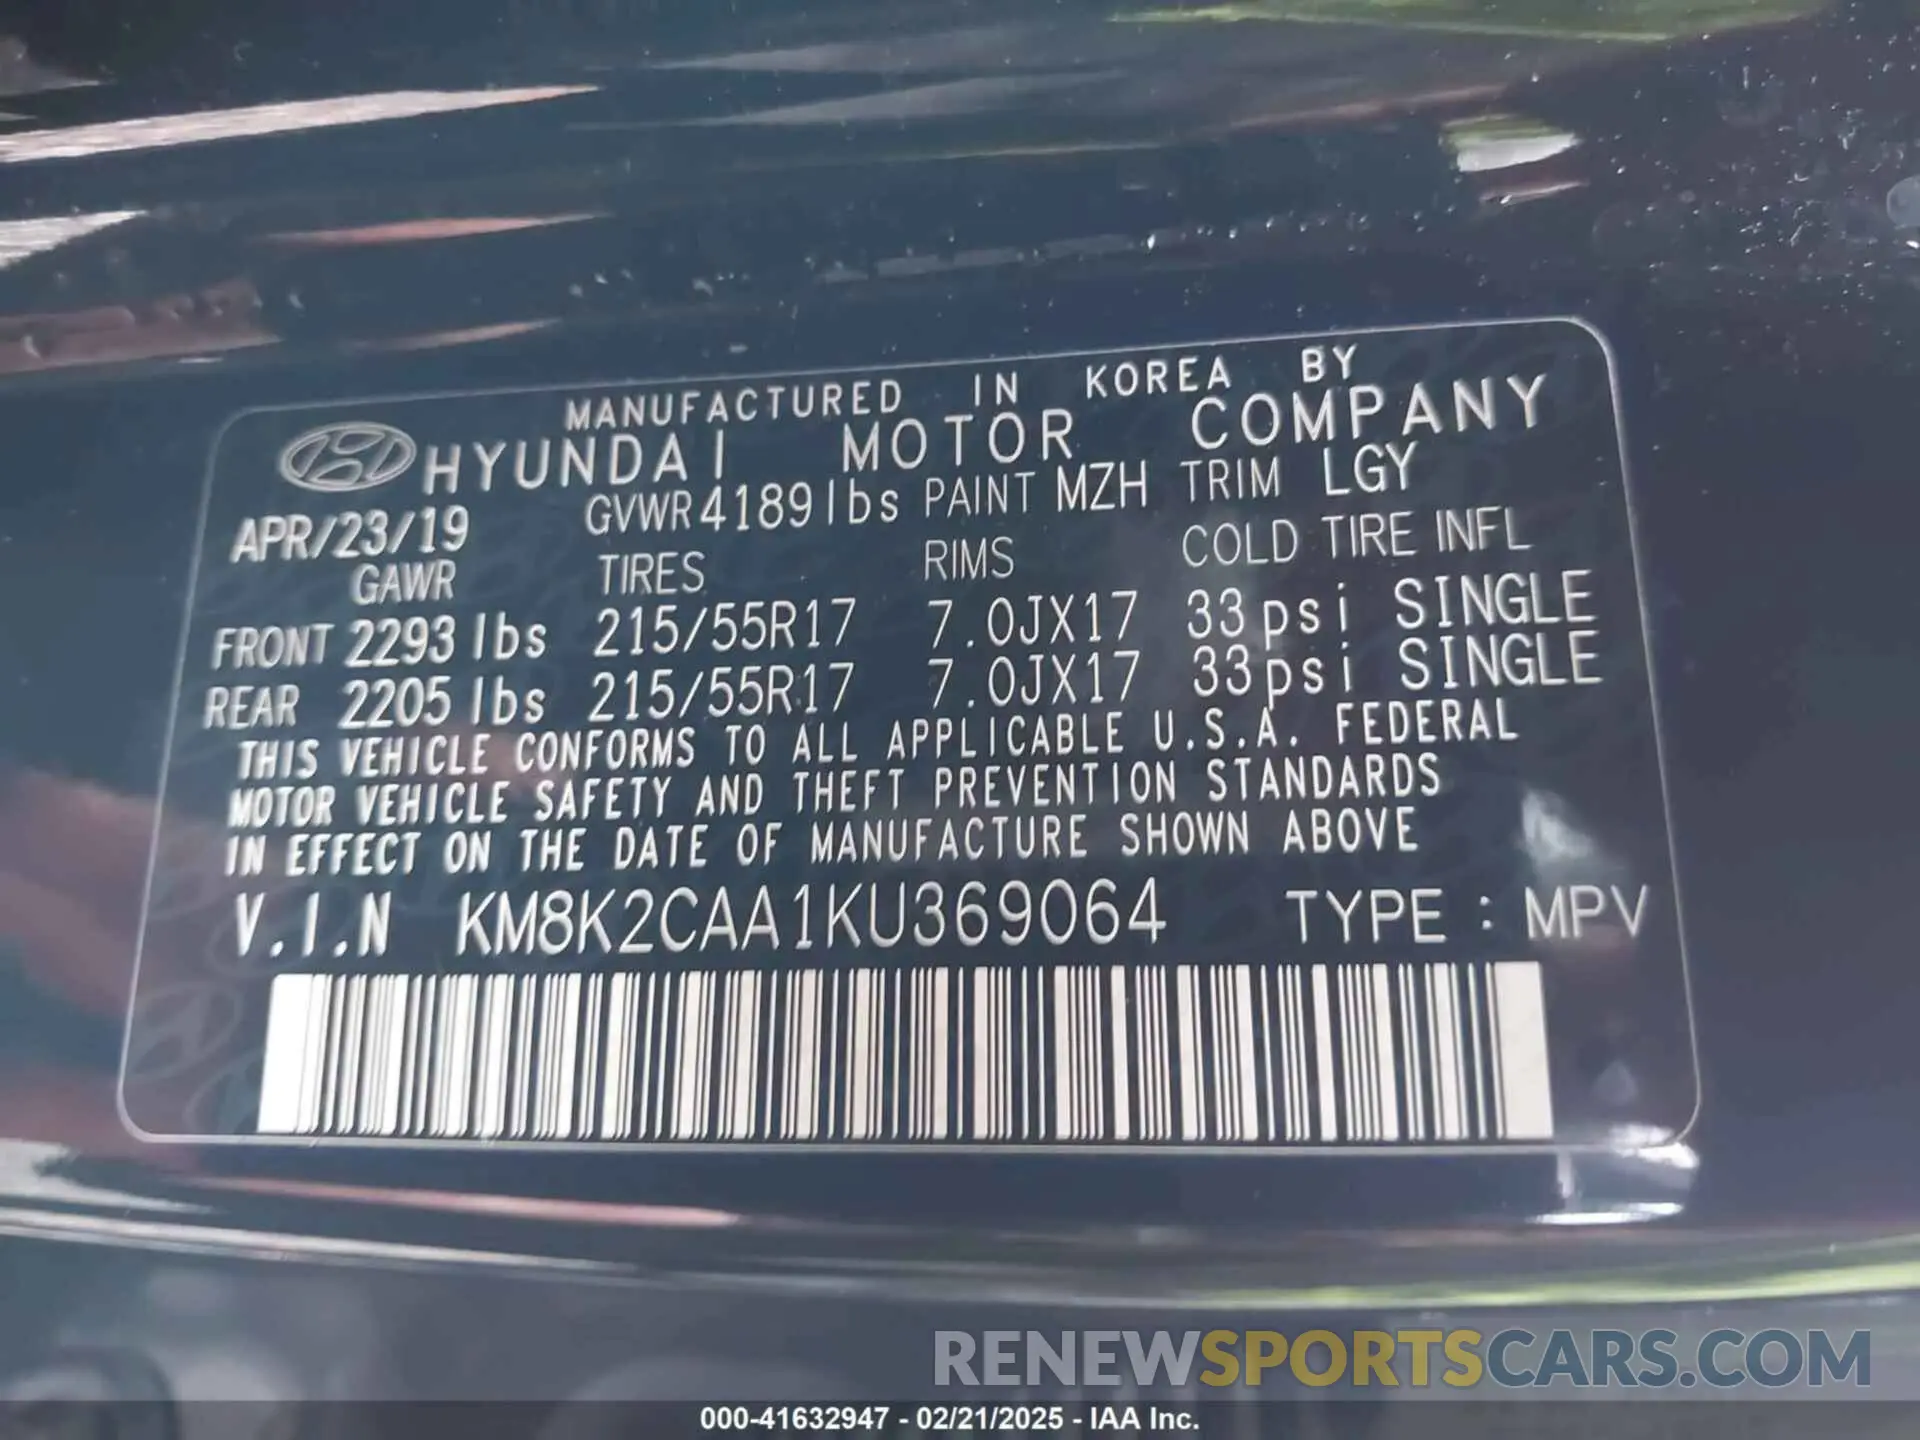 MANUFACTURED IN KOREA BY
HYUNDAI MOTOR COMPANY
APR/23/19 GVWR 4189lbs PAINT MZH TRIM LGY
GAWR TIRES RIMS COLD TIRE INFL
FRONT 2293 lbs 215/55R17 7.0JX17 33psi SINGLE
REAR 2205 lbs 215/55R17 7.0JX17 33psi SINGLE
THIS VEHICLE CONFORMS TO ALL APPLICABLE U.S.A. FEDERAL
MOTOR VEHICLE SAFETY AND THEFT PREVENTION STANDARDS
IN EFFECT ON THE DATE OF MANUFACTURE SHOWN ABOVE
V.I.N KM8K2CAA1KU369064 TYPE : MPV
RENEWSPORTSCARS.COM
000-41632947 - 02/21/2025 - IAA Inc.